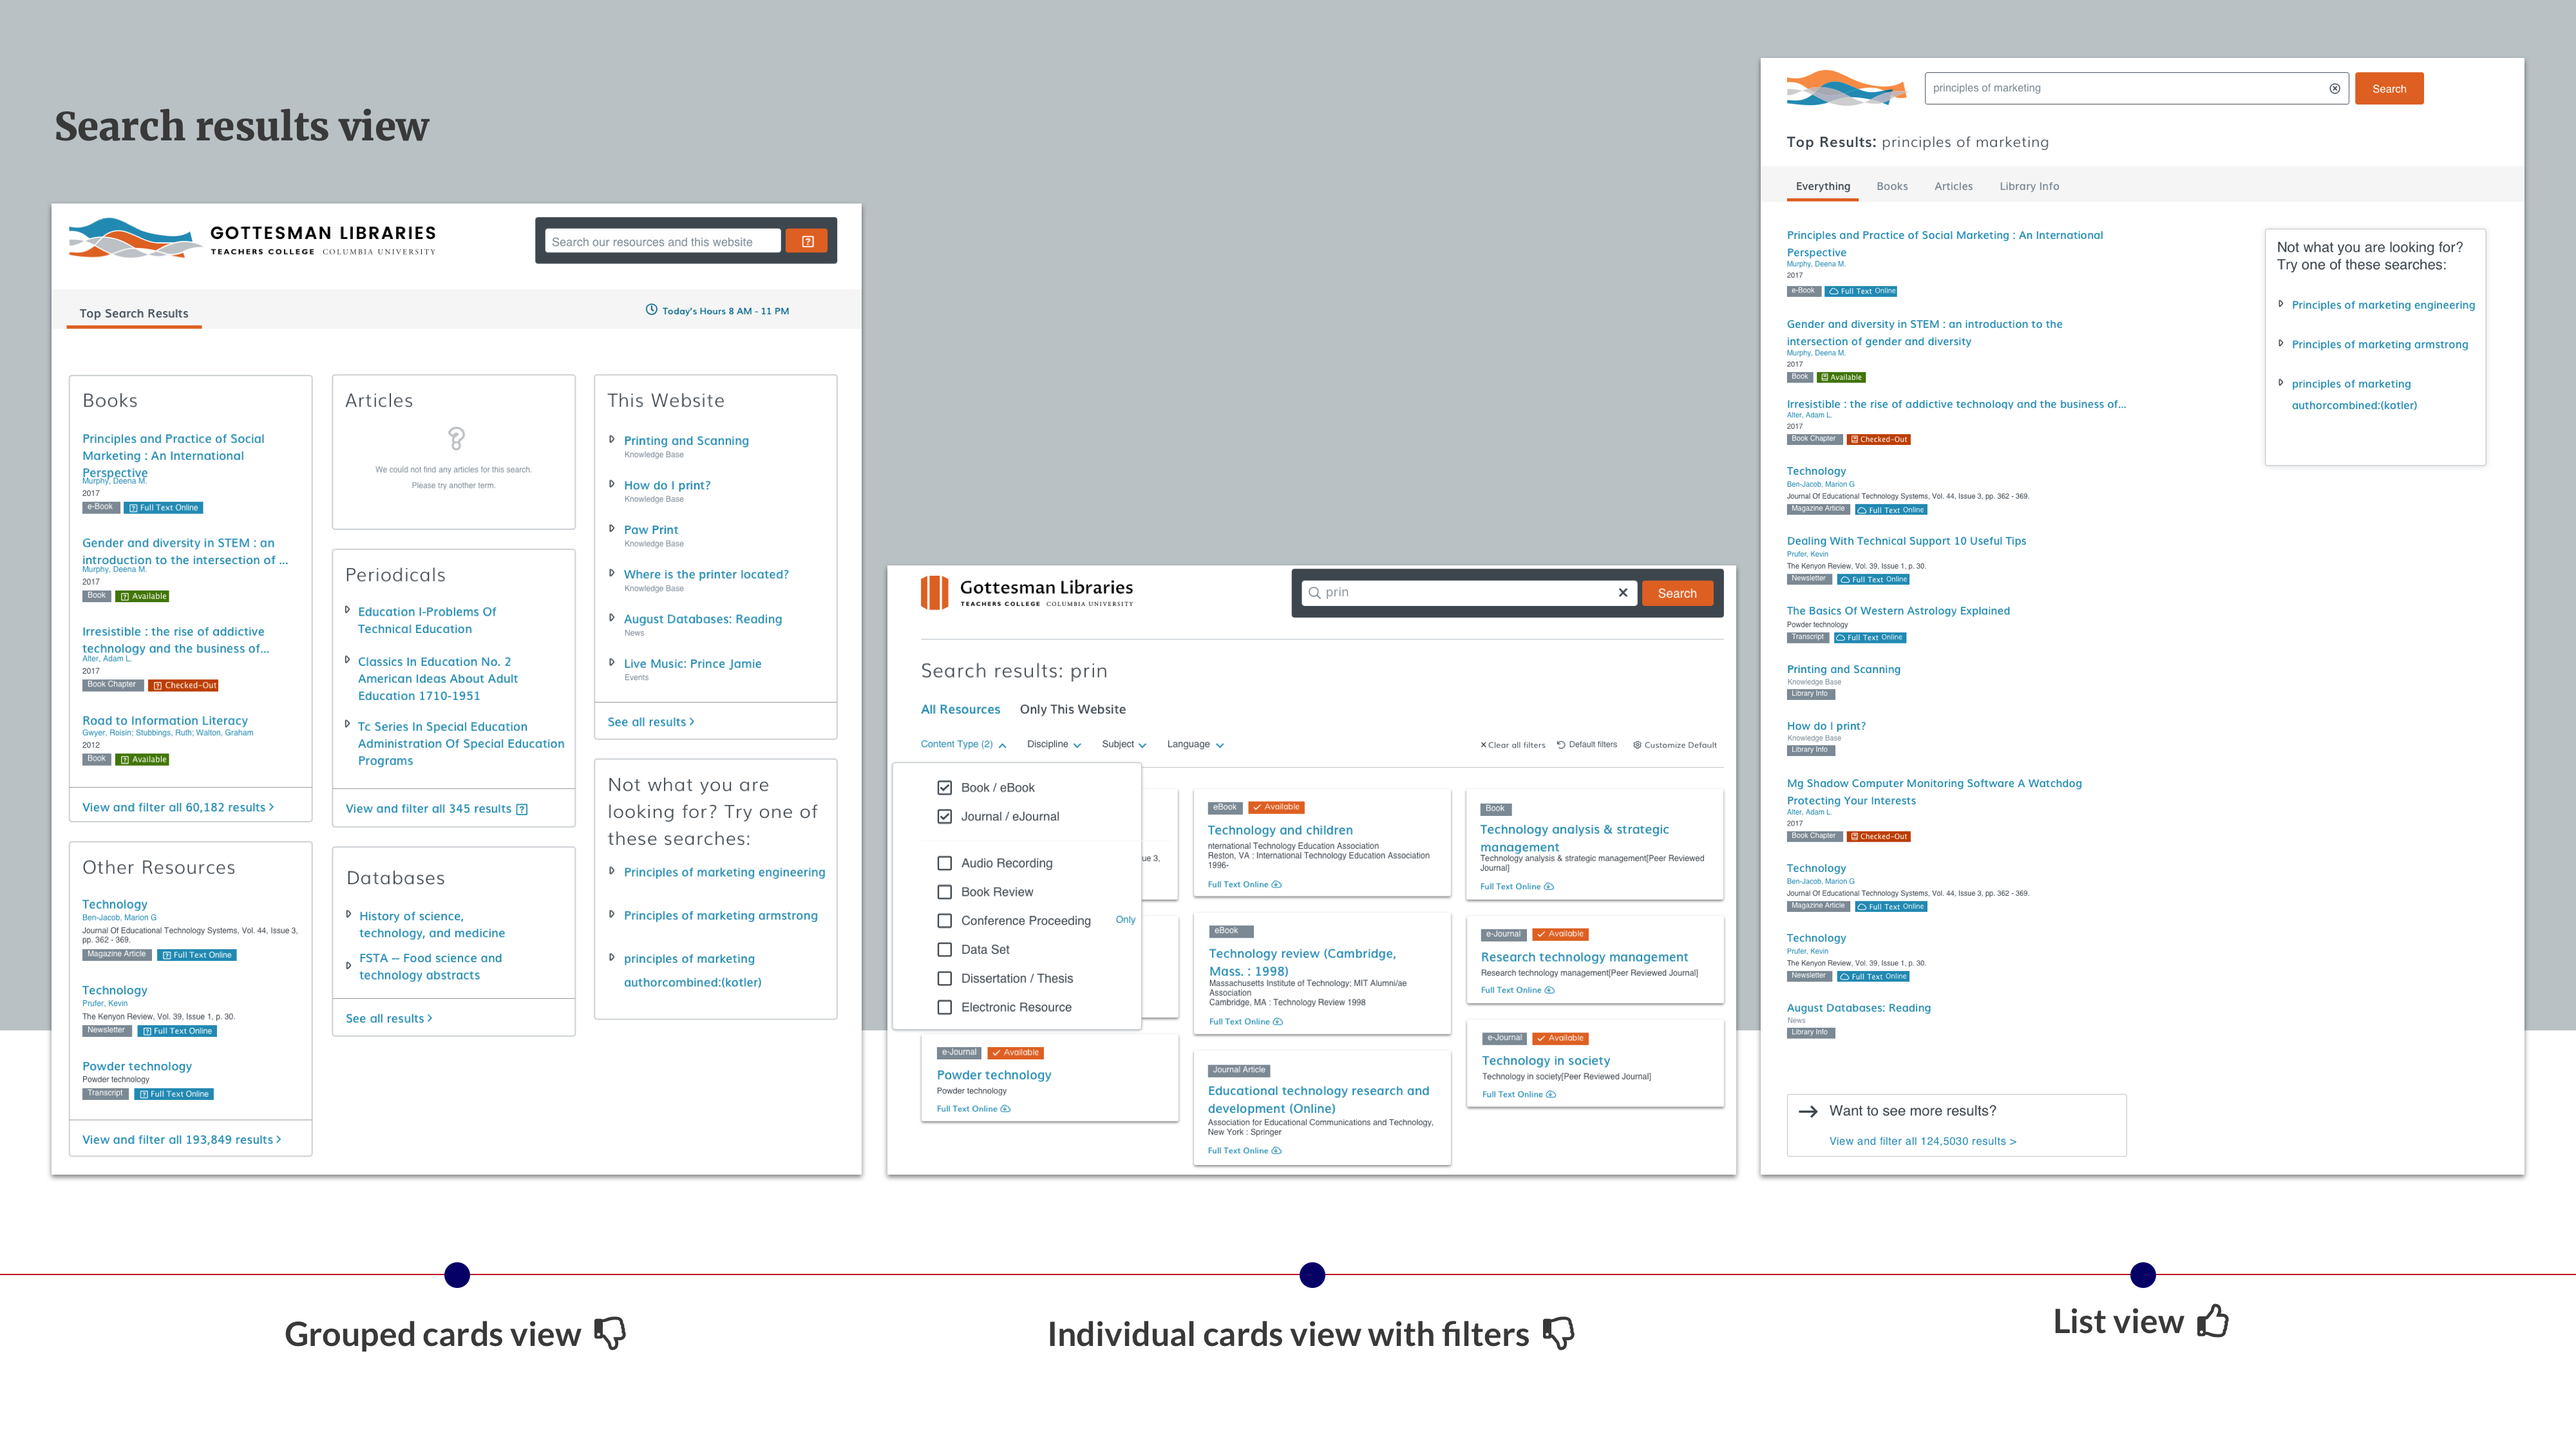 Search results view
GOTTESMAN LIBRARIES
TEACHERS COLLEGE COLUMBIA UNIVERSITY
Search our resources and this website
Top Search Results
Today's Hours 8 AM - 11 PM
Books
Principles and Practice of Social
Marketing : An International
Perspective
Murphy, Deena M.
2017
e-Book Full Text Online
Gender and diversity in STEM : an
introduction to the intersection of ...
Murphy, Deena M.
2017
Book Available
Irresistible : the rise of addictive
technology and the business of...
Alter, Adam L.
2017
Book Chapter Checked-Out
Road to Information Literacy
Gwyer, Roisin; Stubbings, Ruth; Walton, Graham
2012
Book Available
View and filter all 60,182 results >
Other Resources
Technology
Ben-Jacob, Marion G
Journal Of Educational Technology Systems, Vol. 44, Issue 3,
pp. 362 - 369.
Magazine Article Full Text Online
Technology
Prufer, Kevin
The Kenyon Review, Vol. 39, Issue 1, p. 30.
Newsletter Full Text Online
Powder technology
Powder technology
Transcript Full Text Online
View and filter all 193,849 results >
Articles
We could not find any articles for this search.
Please try another term.
Periodicals
Education I-Problems Of
Technical Education
Classics In Education No. 2
American Ideas About Adult
Education 1710-1951
Tc Series In Special Education
Administration Of Special Education
Programs
View and filter all 345 results
Databases
History of science,
technology, and medicine
FSTA -- Food science and
technology abstracts
See all results >
This Website
Printing and Scanning
Knowledge Base
How do I print?
Knowledge Base
Paw Print
Knowledge Base
Where is the printer located?
Knowledge Base
August Databases: Reading
News
Live Music: Prince Jamie
Events
See all results >
Not what you are
looking for? Try one of
these searches:
Principles of marketing engineering
Principles of marketing armstrong
principles of marketing
authorcombined:(kotler)
Gottesman Libraries
TEACHERS COLLEGE COLUMBIA UNIVERSITY
prin
Search
Search results: prin
All Resources Only This Website
Content Type (2) Discipline Subject Language
Clear all filters Default filters Customize Default
Book / eBook
Journal / eJournal
Audio Recording
Book Review
Conference Proceeding Only
Data Set
Dissertation / Thesis
Electronic Resource
ue 3,
e-Journal Available
Powder technology
Powder technology
Full Text Online
eBook Available
Technology and children
nternational Technology Education Association
Reston, VA : International Technology Education Association
1996-
Full Text Online
eBook
Technology review (Cambridge,
Mass. : 1998)
Massachusetts Institute of Technology; MIT Alumni/ae
Association
Cambridge, MA : Technology Review 1998
Full Text Online
Journal Article
Educational technology research and
development (Online)
Association for Educational Communications and Technology,
New York : Springer
Full Text Online
Book
Technology analysis & strategic
management
Technology analysis & strategic management[Peer Reviewed
Journal]
Full Text Online
e-Journal Available
Research technology management
Research technology management[Peer Reviewed Journal]
Full Text Online
e-Journal Available
Technology in society
Technology in society[Peer Reviewed Journal]
Full Text Online
principles of marketing
Search
Top Results: principles of marketing
Everything Books Articles Library Info
Principles and Practice of Social Marketing : An International
Perspective
Murphy, Deena M.
2017
e-Book Full Text Online
Gender and diversity in STEM : an introduction to the
intersection of gender and diversity
Murphy, Deena M.
2017
Book Available
Irresistible : the rise of addictive technology and the business of...
Alter, Adam L.
2017
Book Chapter Checked-Out
Technology
Ben-Jacob, Marion G
Journal Of Educational Technology Systems, Vol. 44, Issue 3, pp. 362 - 369.
Magazine Article Full Text Online
Dealing With Technical Support 10 Useful Tips
Prufer, Kevin
The Kenyon Review, Vol. 39, Issue 1, p. 30.
Newsletter Full Text Online
The Basics Of Western Astrology Explained
Powder technology
Transcript Full Text Online
Printing and Scanning
Knowledge Base
Library Info
How do I print?
Knowledge Base
Library Info
Mg Shadow Computer Monitoring Software A Watchdog
Protecting Your Interests
Alter, Adam L.
2017
Book Chapter Checked-Out
Technology
Ben-Jacob, Marion G
Journal Of Educational Technology Systems, Vol. 44, Issue 3, pp. 362 - 369.
Magazine Article Full Text Online
Technology
Prufer, Kevin
The Kenyon Review, Vol. 39, Issue 1, p. 30.
Newsletter Full Text Online
August Databases: Reading
News
Library Info
Want to see more results?
View and filter all 124,5030 results >
Not what you are looking for?
Try one of these searches:
Principles of marketing engineering
Principles of marketing armstrong
principles of marketing
authorcombined:(kotler)
Grouped cards view
Individual cards view with filters
List view